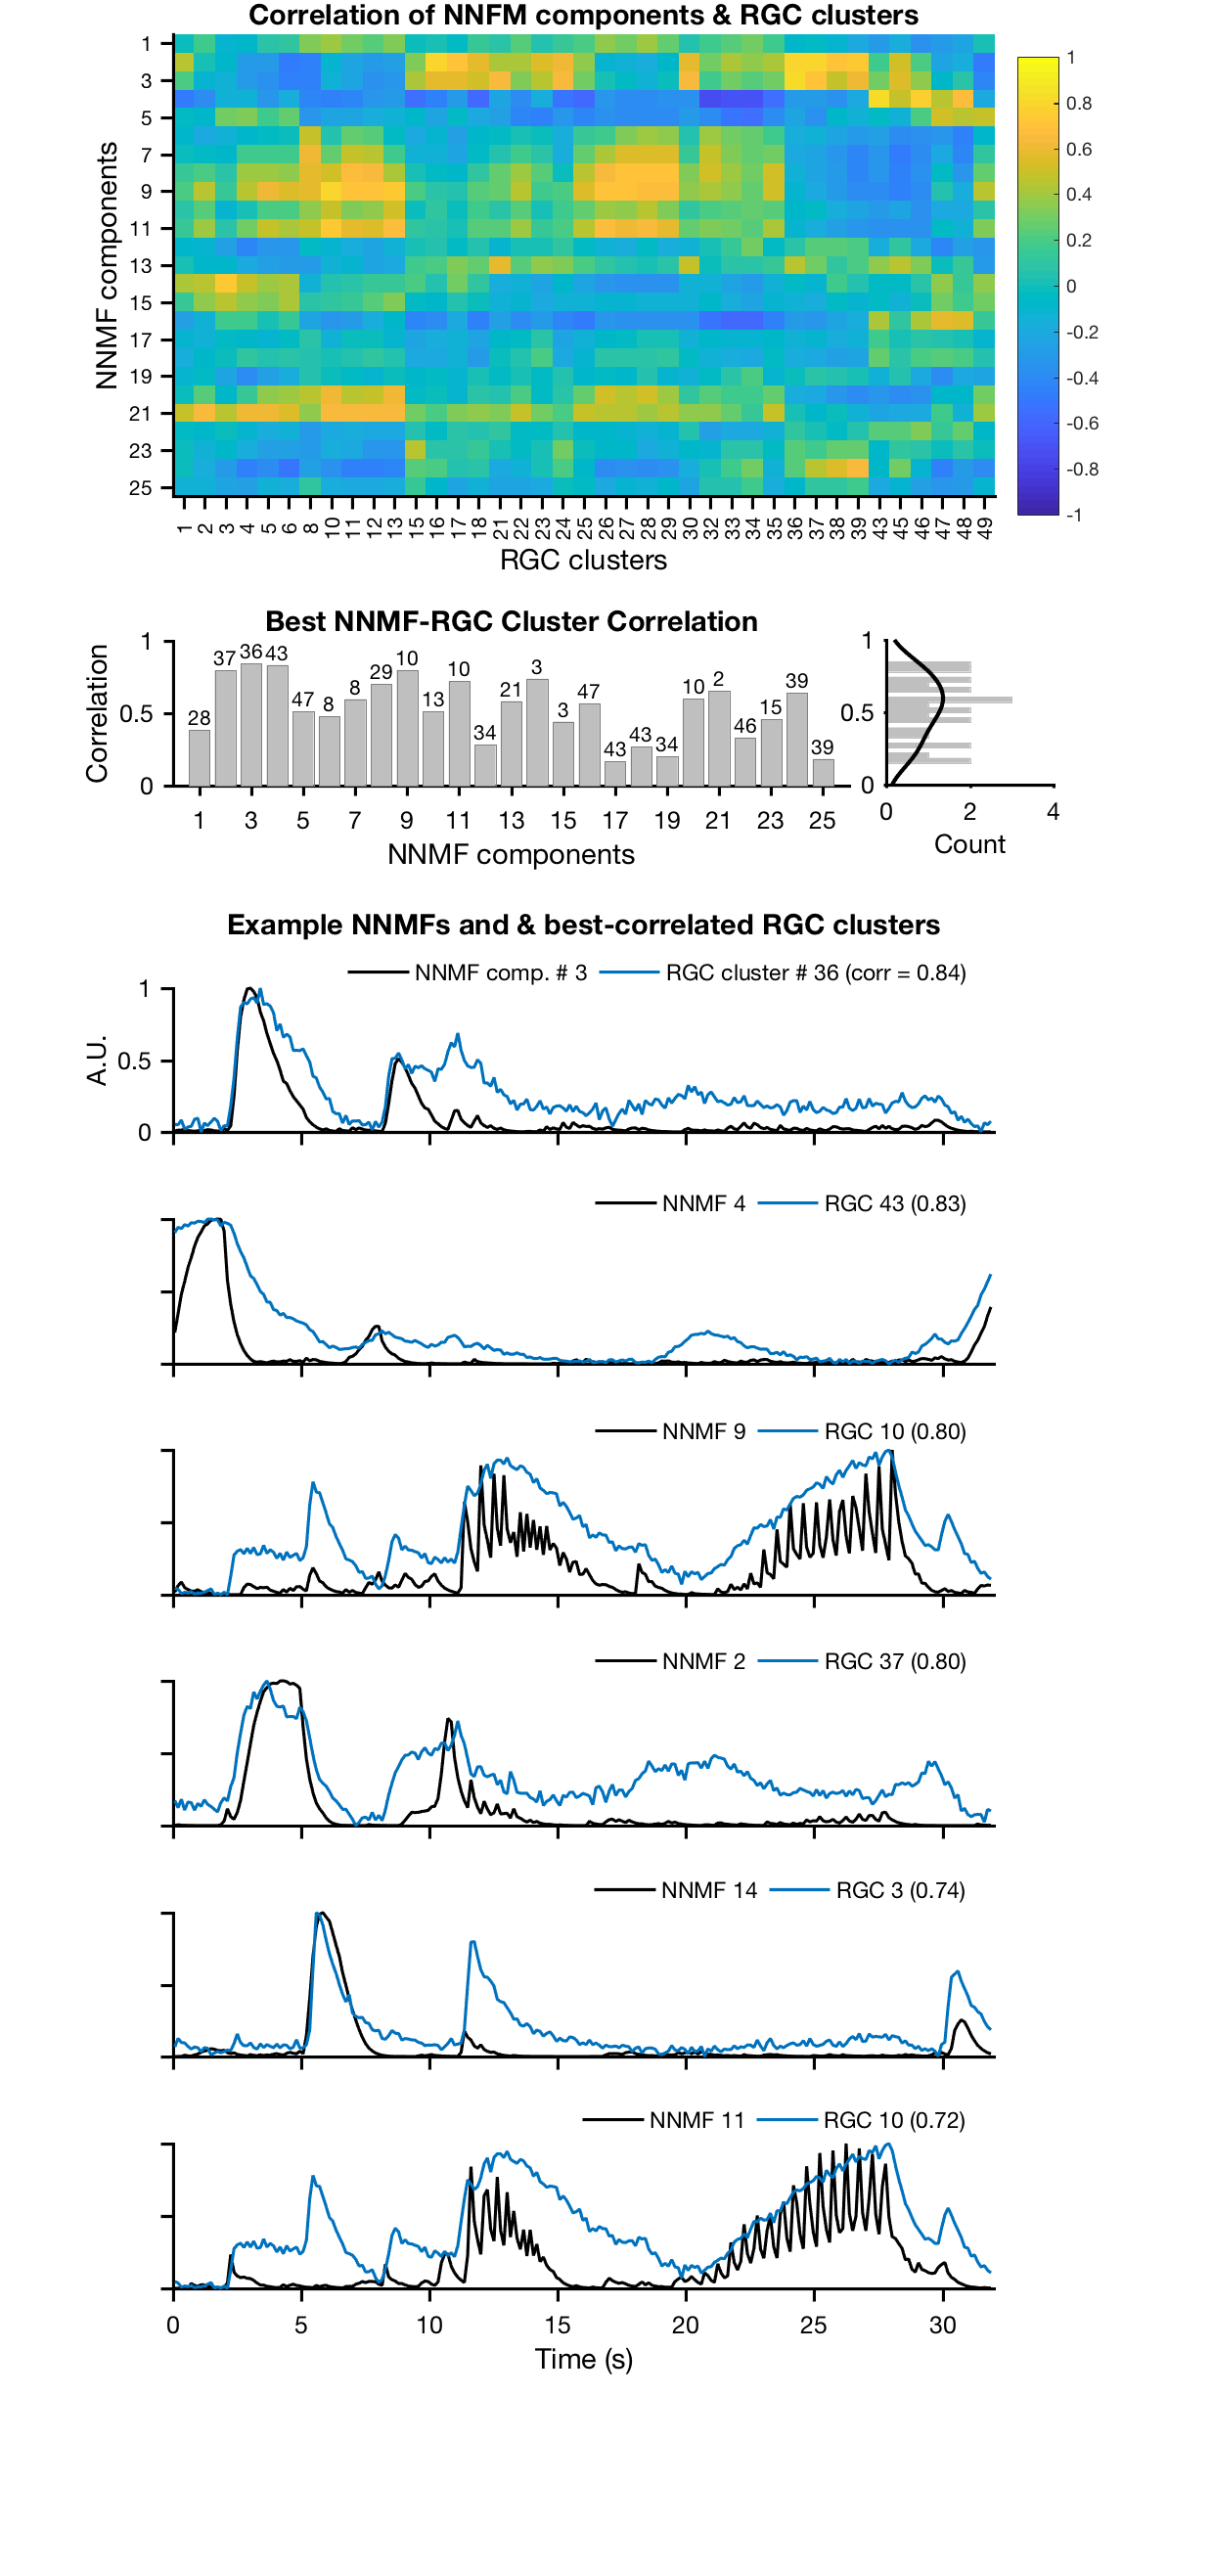 Correlation of NNFM components & RGC clusters
NNMF components
1
3
5
7
9
11
13
15
17
19
21
23
25
1
0.8
0.6
0.4
0.2
0
-0.2
-0.4
-0.6
-0.8
-1
1 2 3 4 5 6 8 10 11 12 13 15 16 17 18 21 22 23 24 25 26 27 28 29 30 32 33 34 35 36 37 38 39 43 45 46 47 48 49
RGC clusters
Best NNMF-RGC Cluster Correlation
Correlation
1
0.5
0
28 37 36 43 47 8 8 29 10 13 10 34 21 3 3 47 43 43 34 10 2 46 15 39 39
1 3 5 7 9 11 13 15 17 19 21 23 25
NNMF components
1
0.5
0
0 2 4
Count
Example NNMFs and & best-correlated RGC clusters
NNMF comp. # 3 RGC cluster # 36 (corr = 0.84)
A.U.
1
0.5
0
NNMF 4 RGC 43 (0.83)
NNMF 9 RGC 10 (0.80)
NNMF 2 RGC 37 (0.80)
NNMF 14 RGC 3 (0.74)
NNMF 11 RGC 10 (0.72)
0 5 10 15 20 25 30
Time (s)